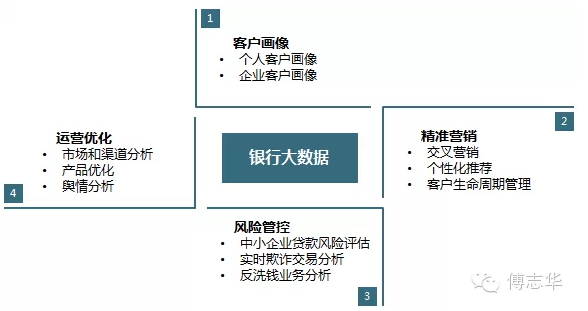 1
客户画像
• 个人客户画像
• 企业客户画像
2
精准营销
• 交叉营销
• 个性化推荐
• 客户生命周期管理
银行大数据
运营优化
• 市场和渠道分析
• 产品优化
• 舆情分析
4
风险管控
• 中小企业贷款风险评估
• 实时欺诈交易分析
• 反洗钱业务分析
3
傅志华